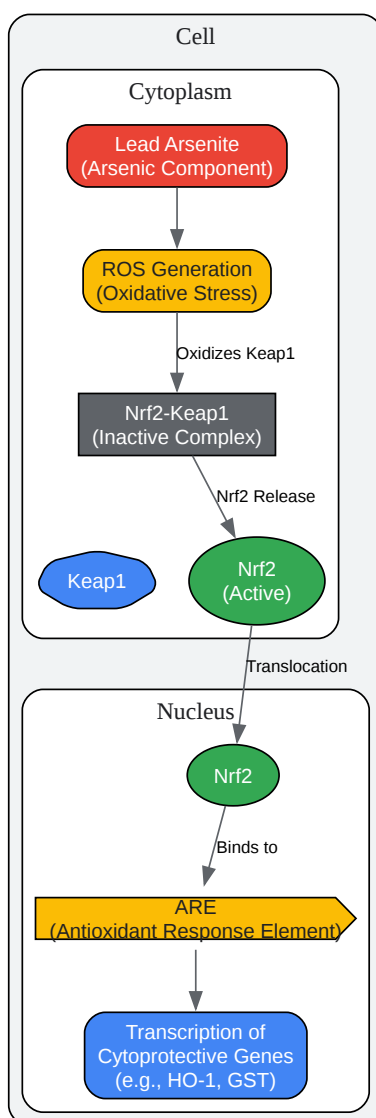 Cell
Cytoplasm
Lead Arsenite
(Arsenic Component)
ROS Generation
(Oxidative Stress)
Oxidizes Keap1
Nrf2-Keap1
(Inactive Complex)
Nrf2 Release
Keap1
Nrf2
(Active)
Translocation
Nucleus
Nrf2
Binds to
ARE
(Antioxidant Response Element)
Transcription of
Cytoprotective Genes
(e.g., HO-1, GST)